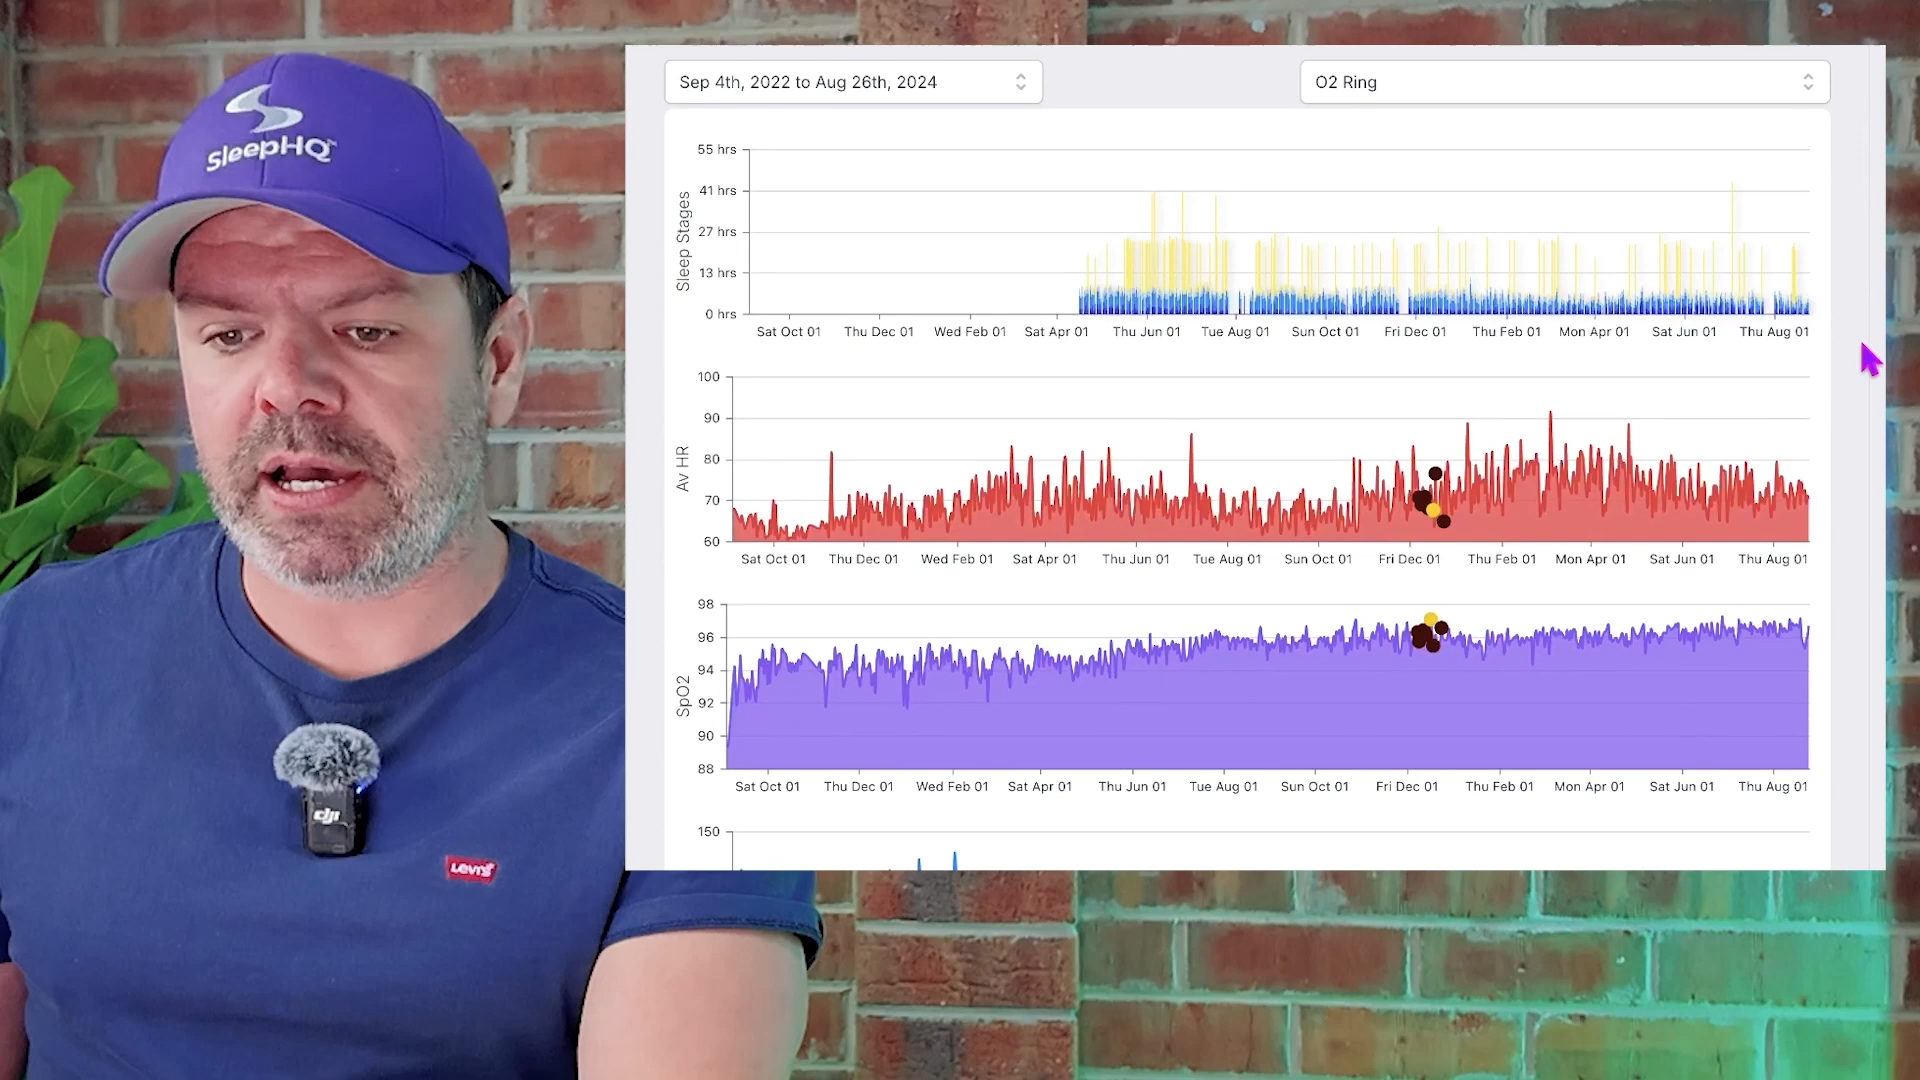 SleepHQ
Sep 4th, 2022 to Aug 26th, 2024
O2 Ring
Sleep Stages
55 hrs
41 hrs
27 hrs
13 hrs
0 hrs
Sat Oct 01 Thu Dec 01 Wed Feb 01 Sat Apr 01 Thu Jun 01 Tue Aug 01 Sun Oct 01 Fri Dec 01 Thu Feb 01 Mon Apr 01 Sat Jun 01 Thu Aug 01
Av HR
100
90
80
70
60
Sat Oct 01 Thu Dec 01 Wed Feb 01 Sat Apr 01 Thu Jun 01 Tue Aug 01 Sun Oct 01 Fri Dec 01 Thu Feb 01 Mon Apr 01 Sat Jun 01 Thu Aug 01
SpO2
98
96
94
92
90
88
Sat Oct 01 Thu Dec 01 Wed Feb 01 Sat Apr 01 Thu Jun 01 Tue Aug 01 Sun Oct 01 Fri Dec 01 Thu Feb 01 Mon Apr 01 Sat Jun 01 Thu Aug 01
150
dji
Levi's